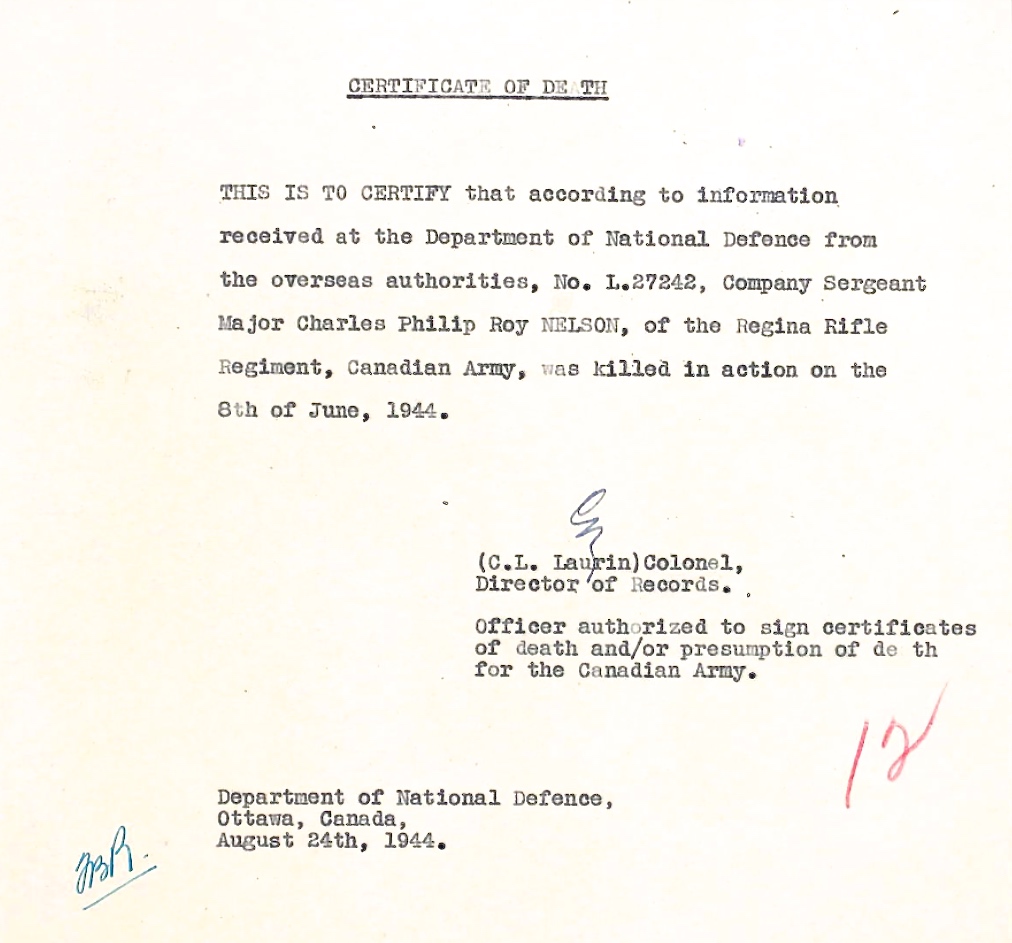 CERTIFICATE OF DEATH
THIS IS TO CERTIFY that according to information
received at the Department of National Defence from
the overseas authorities, No. L.27242, Company Sergeant
Major Charles Philip Roy NELSON, of the Regina Rifle
Regiment, Canadian Army, was killed in action on the
8th of June, 1944.
(C.L. Laurin)Colonel,
Director of Records.
Officer authorized to sign certificates
of death and/or presumption of de th
for the Canadian Army.
12
Department of National Defence,
Ottawa, Canada,
August 24th, 1944.